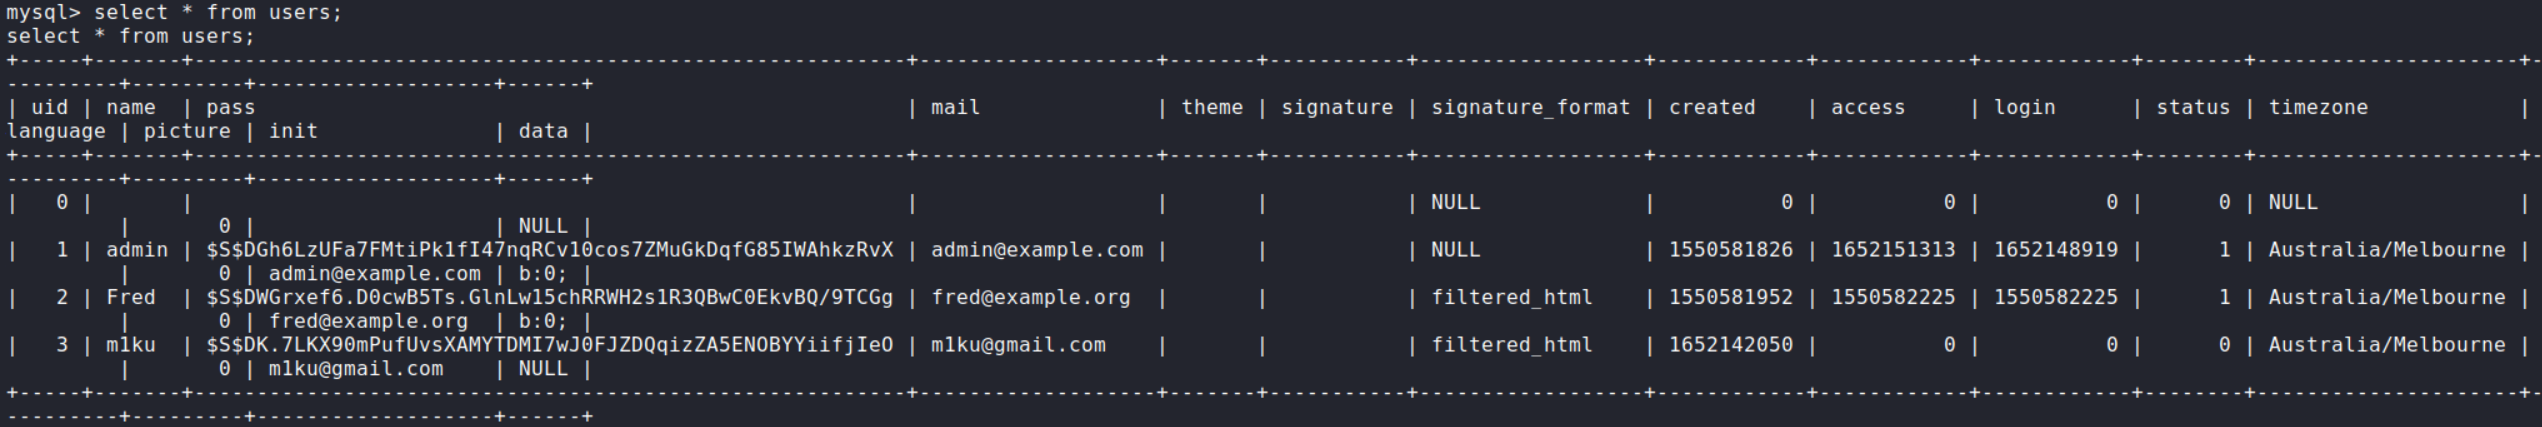 mysql> select * from users;
select * from users;
+-----+-------+---------------------------------------------------------+-------------------+-------+-----------+------------------+------------+------------+------------+--------+---------------------+-
---------+---------+-------------------+------+
| uid | name  | pass                                                    | mail              | theme | signature | signature_format | created    | access     | login      | status | timezone            |
language | picture | init              | data |
+-----+-------+---------------------------------------------------------+-------------------+-------+-----------+------------------+------------+------------+------------+--------+---------------------+-
---------+---------+-------------------+------+
|   0 |       |                                                         |                   |       |           | NULL             |          0 |          0 |          0 |      0 | NULL                |
         |       0 |                   | NULL |
|   1 | admin | $S$DGh6LzUFa7FMtiPk1fI47nqRCv10cos7ZMuGkDqfG85IWAhkzRvX | admin@example.com |       |           | NULL             | 1550581826 | 1652151313 | 1652148919 |      1 | Australia/Melbourne |
         |       0 | admin@example.com | b:0; |
|   2 | Fred  | $S$DWGrxef6.D0cwB5Ts.GlnLw15chRRWH2s1R3QBwC0EkvBQ/9TCGg | fred@example.org  |       |           | filtered_html    | 1550581952 | 1550582225 | 1550582225 |      1 | Australia/Melbourne |
         |       0 | fred@example.org  | b:0; |
|   3 | m1ku  | $S$DK.7LKX90mPufUvsXAMYTDMI7wJ0FJZDQqizZA5ENOBYYiifjIeO | m1ku@gmail.com    |       |           | filtered_html    | 1652142050 |          0 |          0 |      0 | Australia/Melbourne |
         |       0 | m1ku@gmail.com    | NULL |
+-----+-------+---------------------------------------------------------+-------------------+-------+-----------+------------------+------------+------------+------------+--------+---------------------+-
---------+---------+-------------------+------+